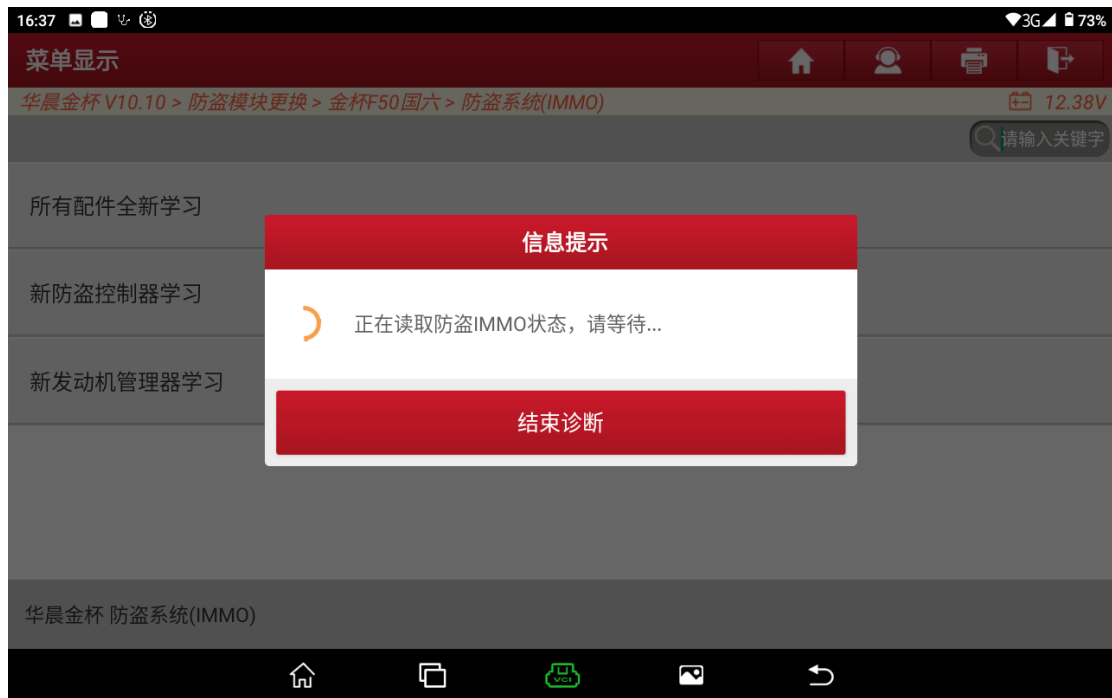 16:37 3G 73%
菜单显示
华晨金杯 V10.10 > 防盗模块更换 > 金杯F50国六 > 防盗系统(IMMO) 12.38V
请输入关键字
所有配件全新学习
信息提示
新防盗控制器学习
正在读取防盗IMMO状态，请等待...
新发动机管理器学习
结束诊断
华晨金杯 防盗系统(IMMO)
VCI